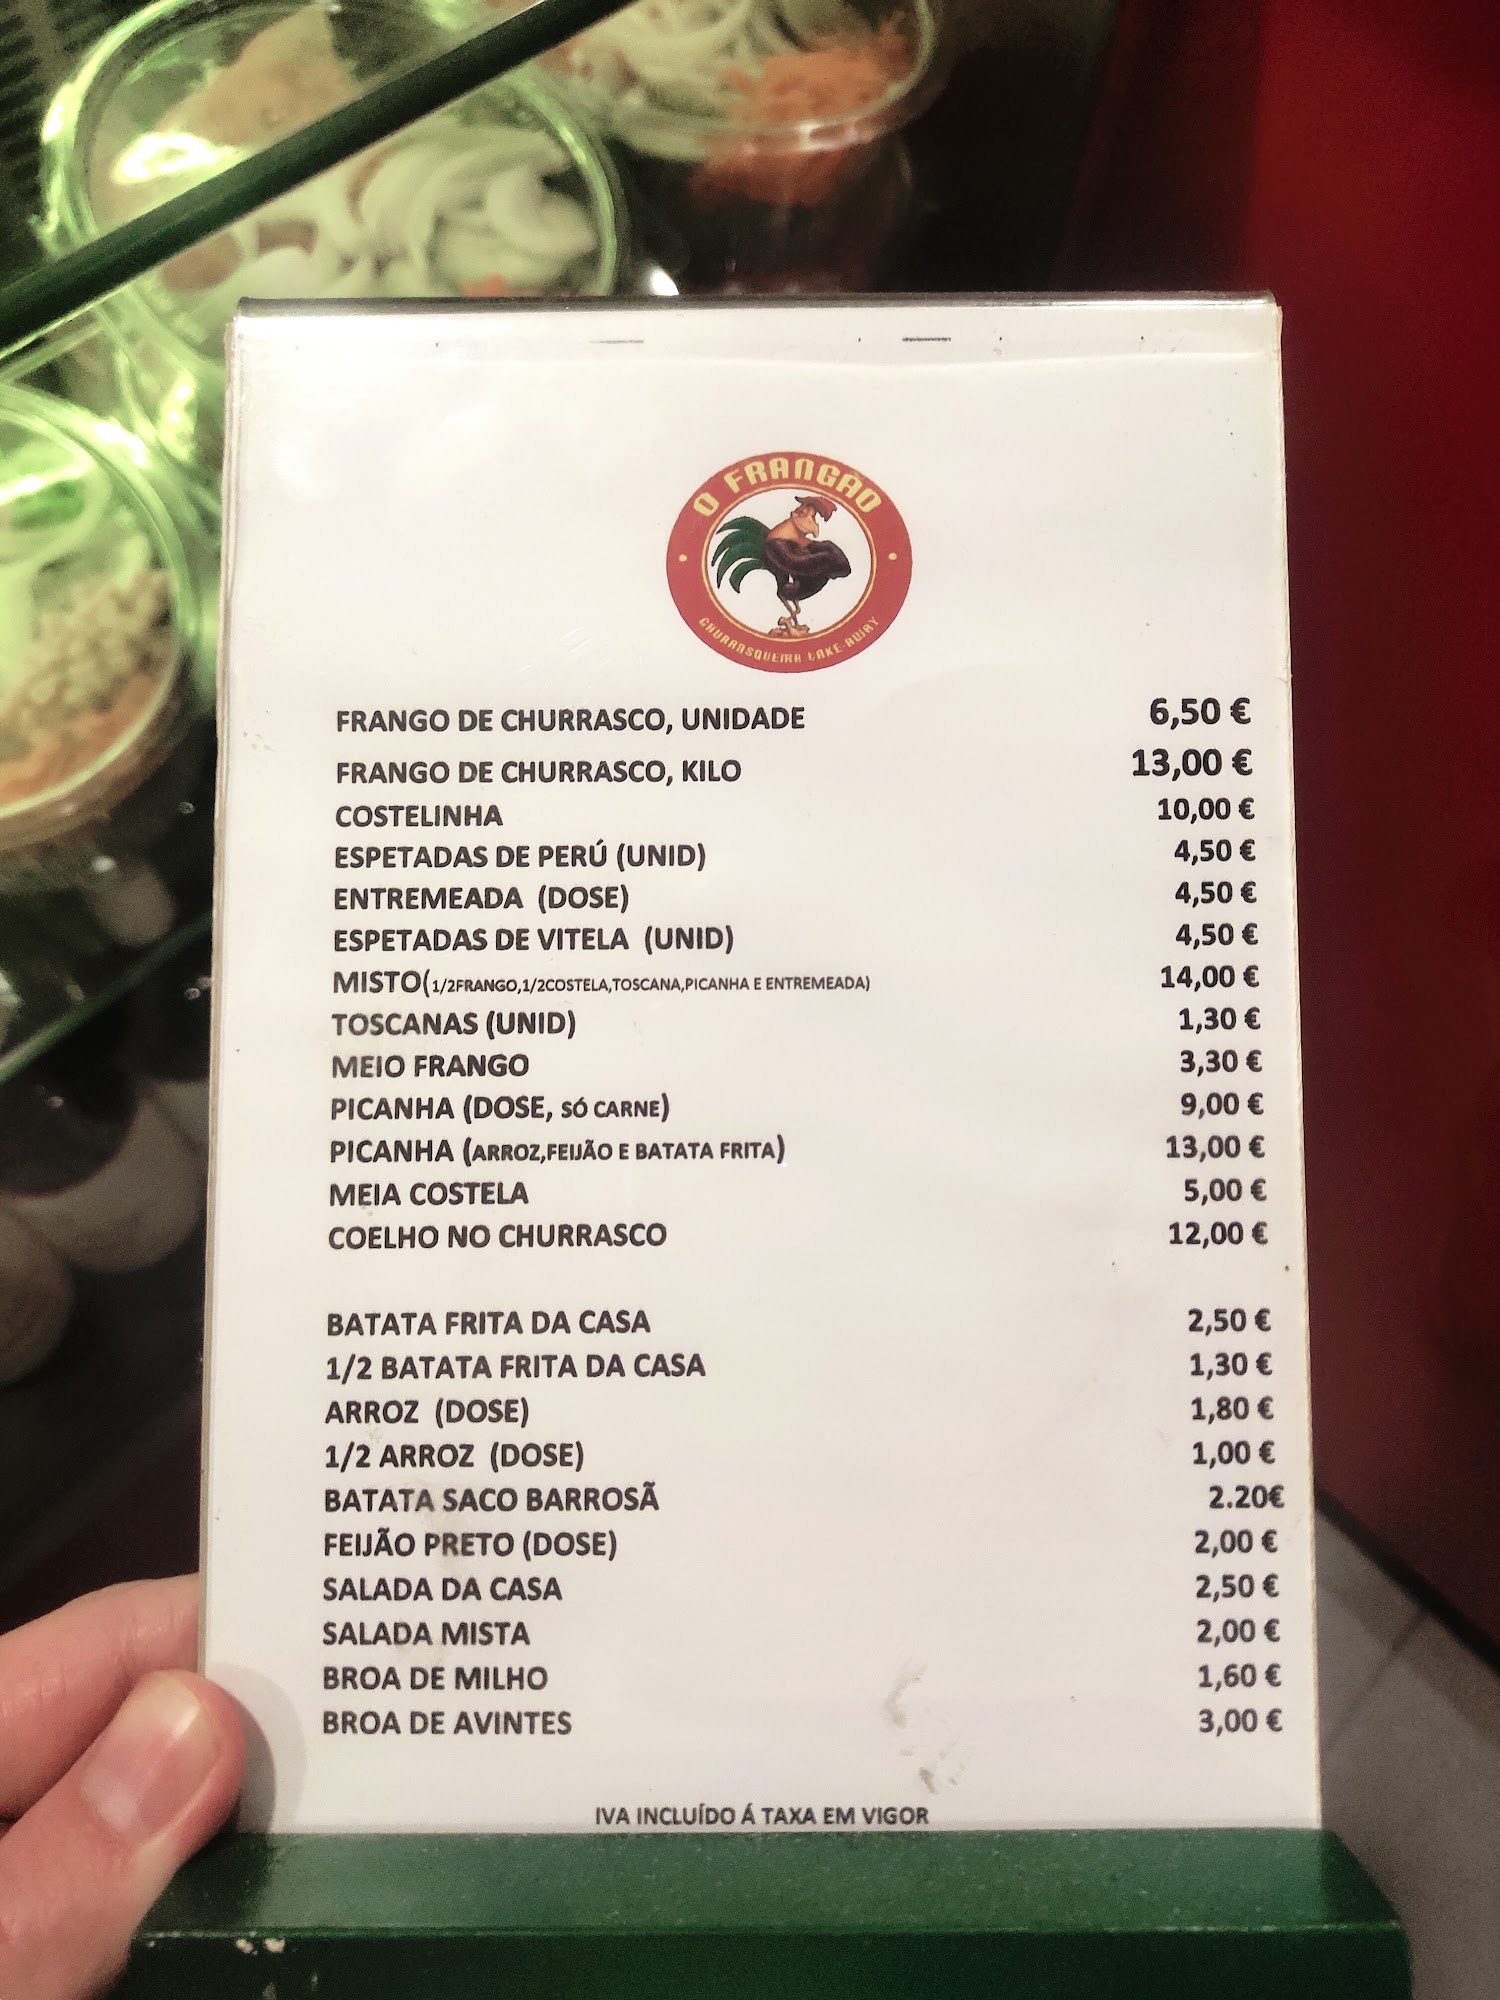 O FRANGÃO
CHURRASQUEIRA TAKE-AWAY
FRANGO DE CHURRASCO, UNIDADE 6,50 €
FRANGO DE CHURRASCO, KILO 13,00 €
COSTELINHA 10,00 €
ESPETADAS DE PERÚ (UNID) 4,50 €
ENTREMEADA (DOSE) 4,50 €
ESPETADAS DE VITELA (UNID) 4,50 €
MISTO(1/2FRANGO,1/2COSTELA,TOSCANA,PICANHA E ENTREMEADA) 14,00 €
TOSCANAS (UNID) 1,30 €
MEIO FRANGO 3,30 €
PICANHA (DOSE, SÓ CARNE) 9,00 €
PICANHA (ARROZ,FEIJÃO E BATATA FRITA) 13,00 €
MEIA COSTELA 5,00 €
COELHO NO CHURRASCO 12,00 €
BATATA FRITA DA CASA 2,50 €
1/2 BATATA FRITA DA CASA 1,30 €
ARROZ (DOSE) 1,80 €
1/2 ARROZ (DOSE) 1,00 €
BATATA SACO BARROSÃ 2.20€
FEIJÃO PRETO (DOSE) 2,00 €
SALADA DA CASA 2,50 €
SALADA MISTA 2,00 €
BROA DE MILHO 1,60 €
BROA DE AVINTES 3,00 €
IVA INCLUÍDO Á TAXA EM VIGOR